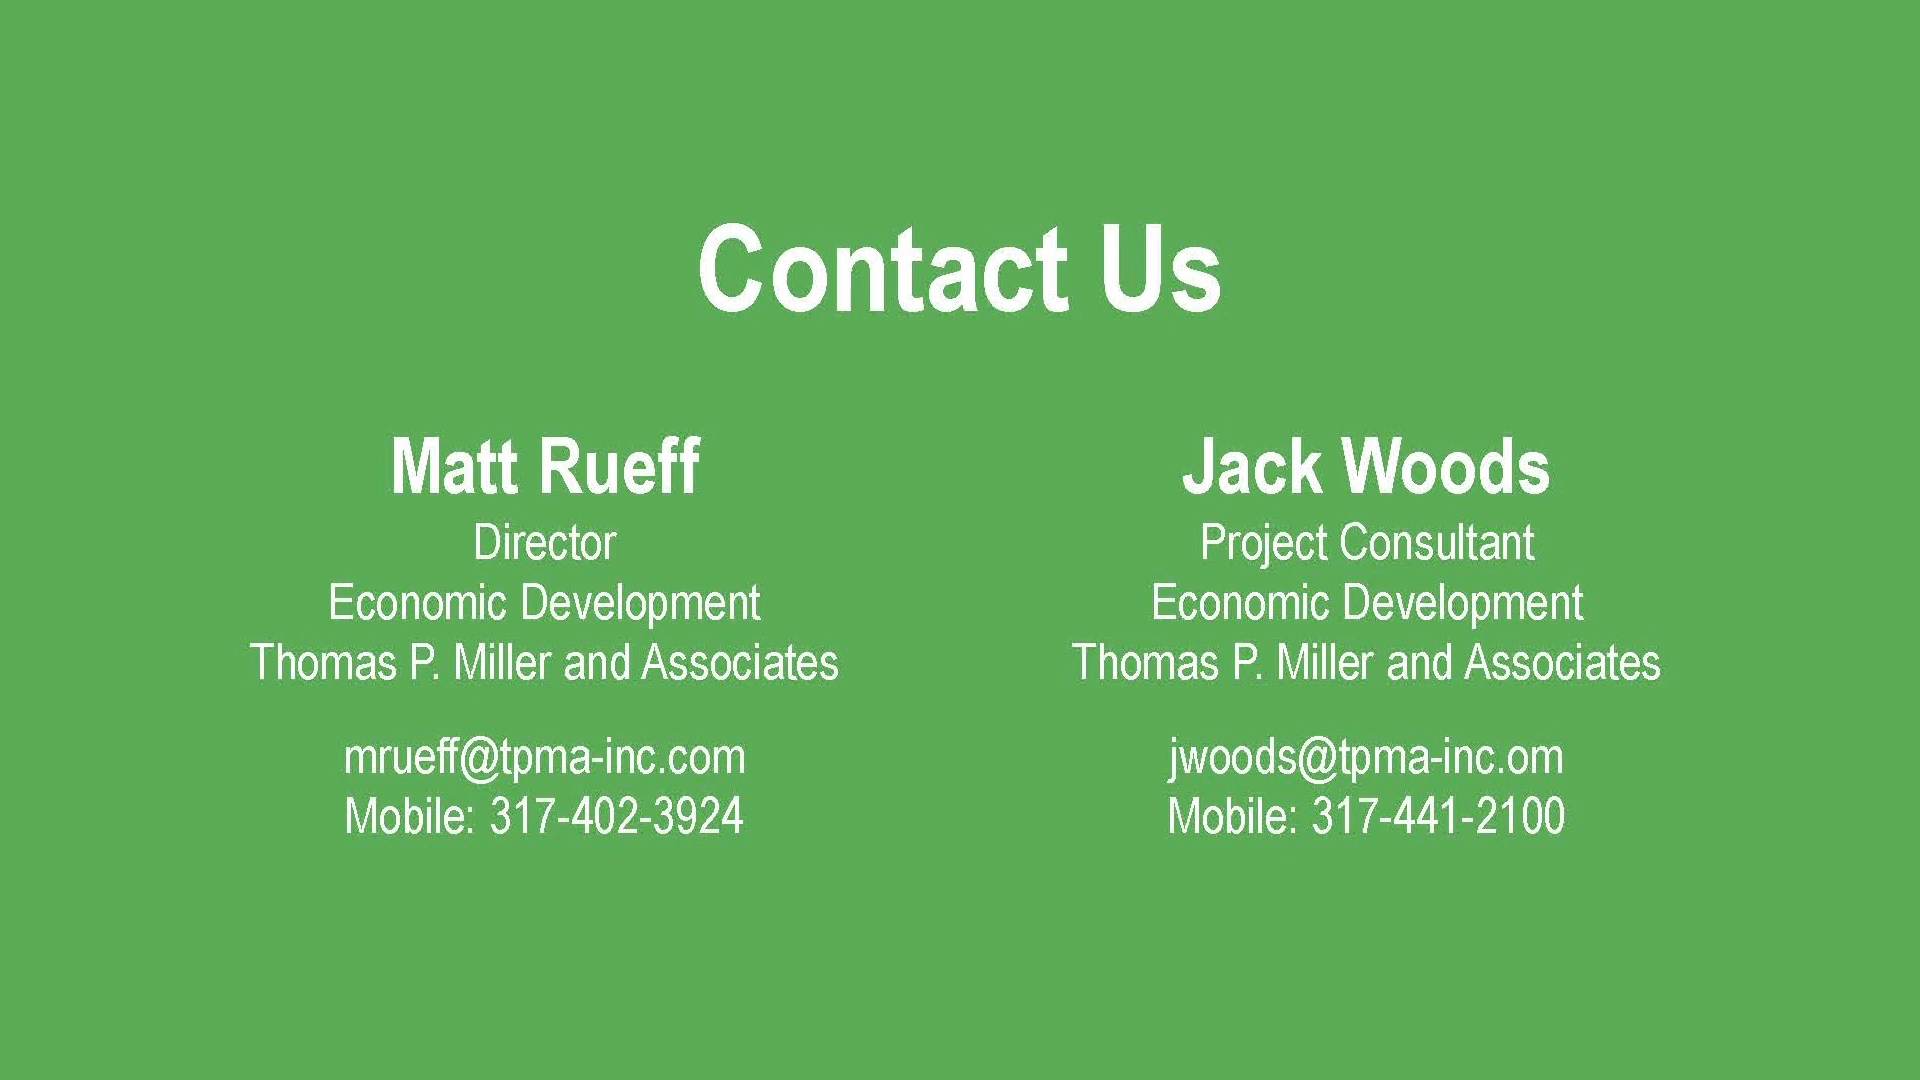 Contact Us
Matt Rueff
Director
Economic Development
Thomas P. Miller and Associates
mrueff@tpma-inc.com
Mobile: 317-402-3924
Jack Woods
Project Consultant
Economic Development
Thomas P. Miller and Associates
jwoods@tpma-inc.om
Mobile: 317-441-2100